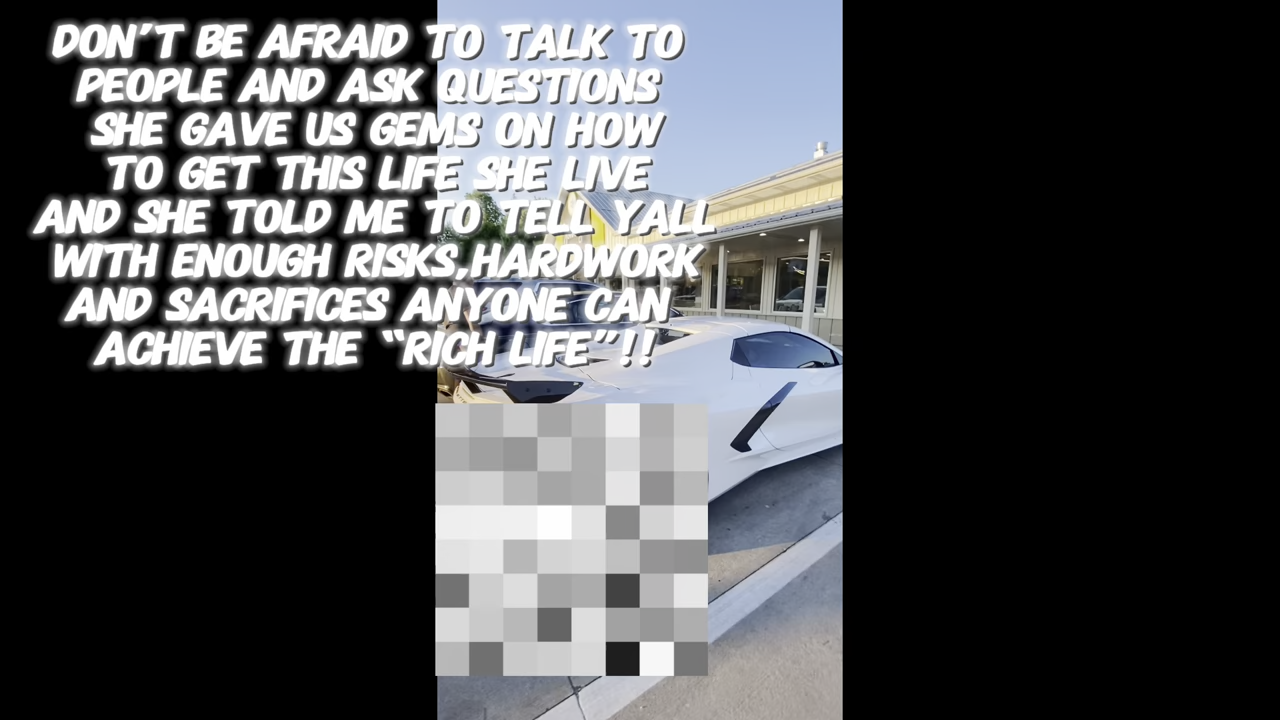 DON'T BE AFRAID TO TALK TO
PEOPLE AND ASK QUESTIONS
SHE GAVE US GEMS ON HOW
TO GET THIS LIFE SHE LIVE
AND SHE TOLD ME TO TELL YALL
WITH ENOUGH RISKS,HARDWORK
AND SACRIFICES ANYONE CAN
ACHIEVE THE “RICH LIFE”!!